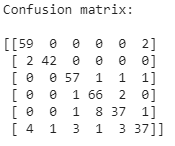 Confusion matrix:
[[59 0 0 0 0 2]
[ 2 42 0 0 0 0]
[ 0 0 57 1 1 1]
[ 0 0 1 66 2 0]
[ 0 0 1 8 37 1]
[ 4 1 3 1 3 37]]